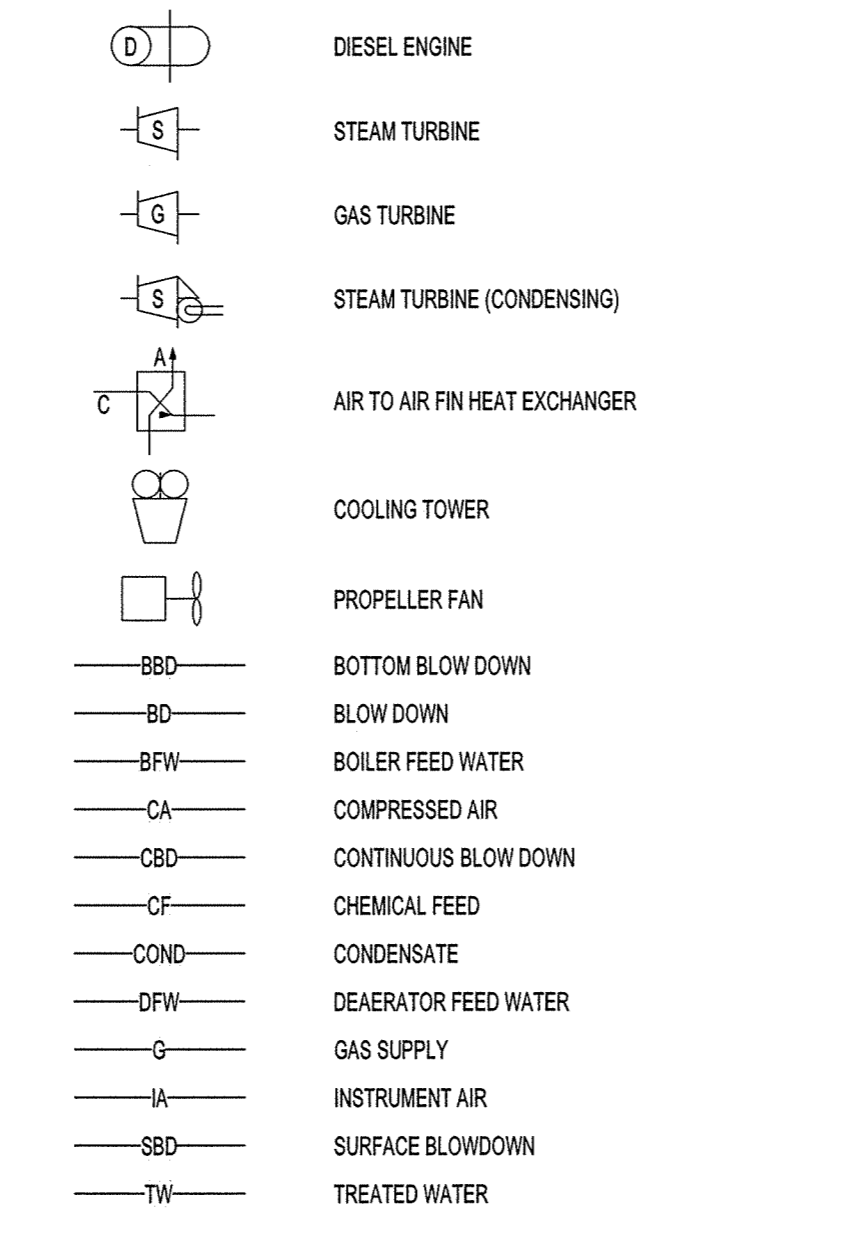 D DIESEL ENGINE
S STEAM TURBINE
G GAS TURBINE
S STEAM TURBINE (CONDENSING)
A
C AIR TO AIR FIN HEAT EXCHANGER
COOLING TOWER
PROPELLER FAN
BBD BOTTOM BLOW DOWN
BD BLOW DOWN
BFW BOILER FEED WATER
CA COMPRESSED AIR
CBD CONTINUOUS BLOW DOWN
CF CHEMICAL FEED
COND CONDENSATE
DFW DEAERATOR FEED WATER
G GAS SUPPLY
IA INSTRUMENT AIR
SBD SURFACE BLOWDOWN
TW TREATED WATER